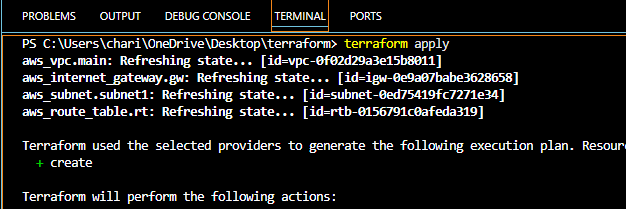 PROBLEMS OUTPUT DEBUG CONSOLE TERMINAL PORTS
PS C:\Users\chari\OneDrive\Desktop\terraform> terraform apply
aws_vpc.main: Refreshing state... [id=vpc-0f02d29a3e15b8011]
aws_internet_gateway.gw: Refreshing state... [id=igw-0e9a07babe3628658]
aws_subnet.subnet1: Refreshing state... [id=subnet-0ed75419fc7271e34]
aws_route_table.rt: Refreshing state... [id=rtb-0156791c0afeda319]
Terraform used the selected providers to generate the following execution plan. Resour
+ create
Terraform will perform the following actions: